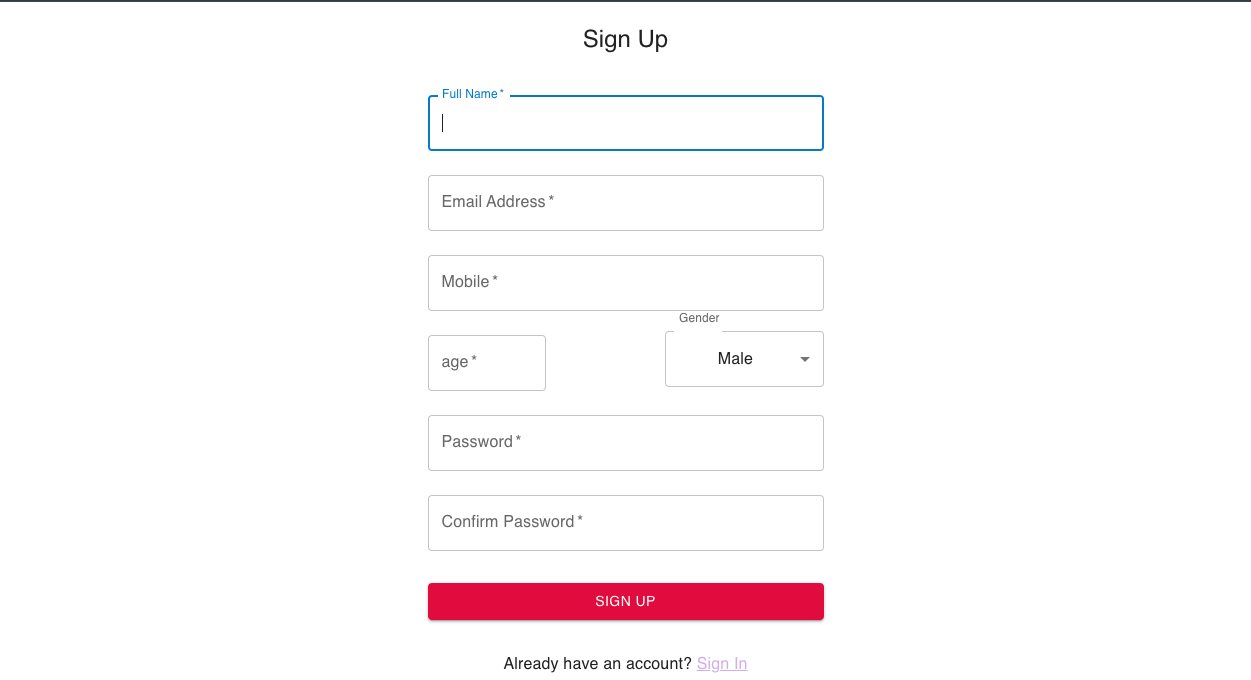 Sign Up
Full Name *
Email Address *
Mobile *
Gender
age *
Male
Password *
Confirm Password *
SIGN UP
Already have an account? Sign In